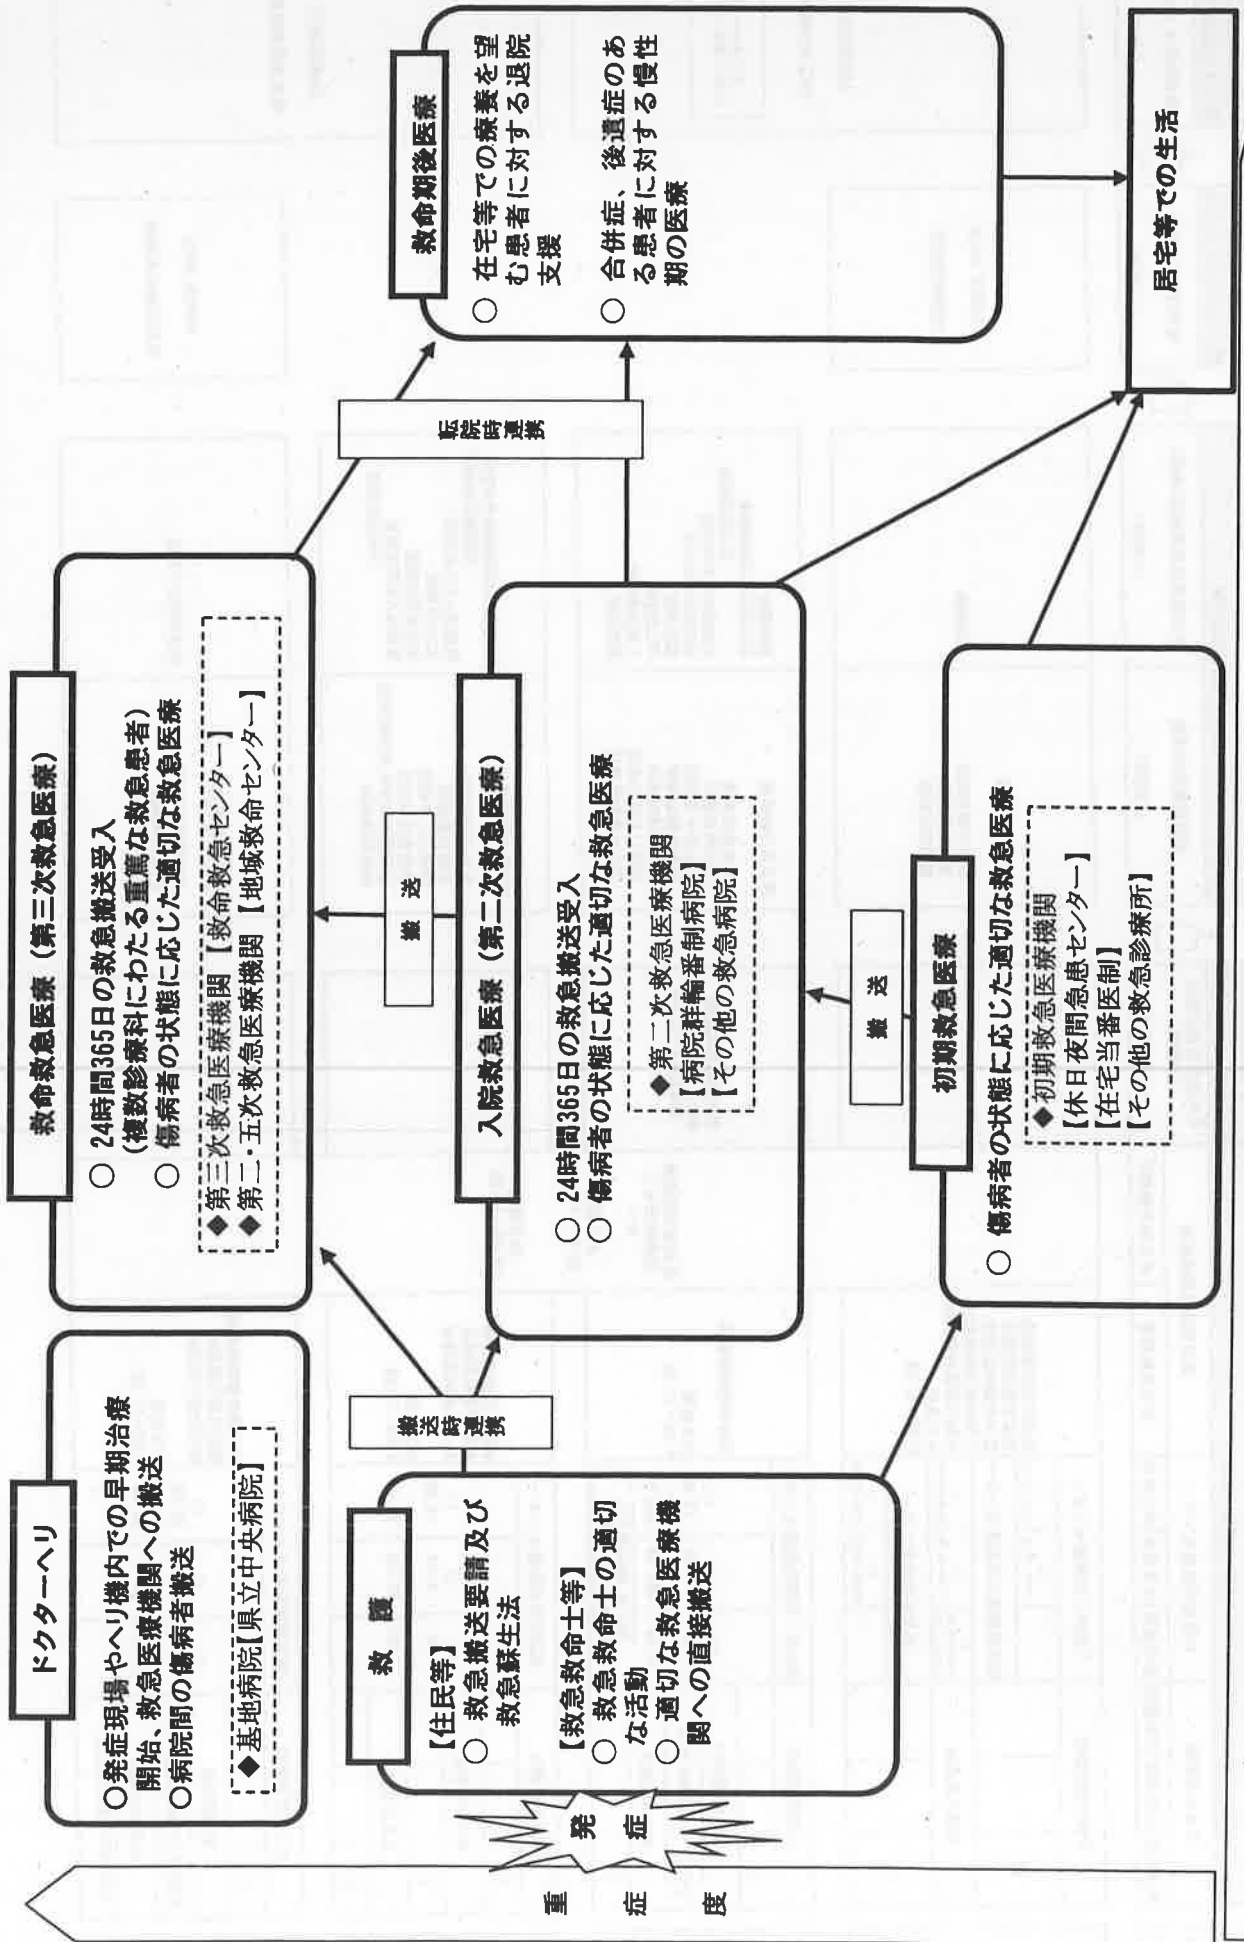 ドクターヘリ
○発症現場やヘリ機内での早期治療
開始、救急医療機関への搬送
○病院間の傷病者搬送
◆基地病院【県立中央病院】
救命救急医療（第三次救急医療）
○ 24時間365日の救急搬送受入
（複数診療科にわたる重篤な救急患者）
○ 傷病者の状態に応じた適切な救急医療
◆第三次救急医療機関【救命救急センター】
◆第二・五次救急医療機関【地域救命センター】
重症度
発症
救護
【住民等】
○ 救急搬送要請及び
救急蘇生法
【救急救命士等】
○ 救急救命士の適切
な活動
○ 適切な救急医療機
関への直接搬送
搬送時連携
搬送
入院救急医療（第二次救急医療）
○ 24時間365日の救急搬送受入
○ 傷病者の状態に応じた適切な救急医療
◆第二次救急医療機関
【病院群輪番制病院】
【その他の救急病院】
搬送
初期救急医療
○ 傷病者の状態に応じた適切な救急医療
◆初期救急医療機関
【休日夜間急患センター】
【在宅当番医制】
【その他の救急診療所】
転院時連携
救命期後医療
○ 在宅等での療養を望
む患者に対する退院
支援
○ 合併症、後遺症のあ
る患者に対する慢性
期の医療
居宅等での生活